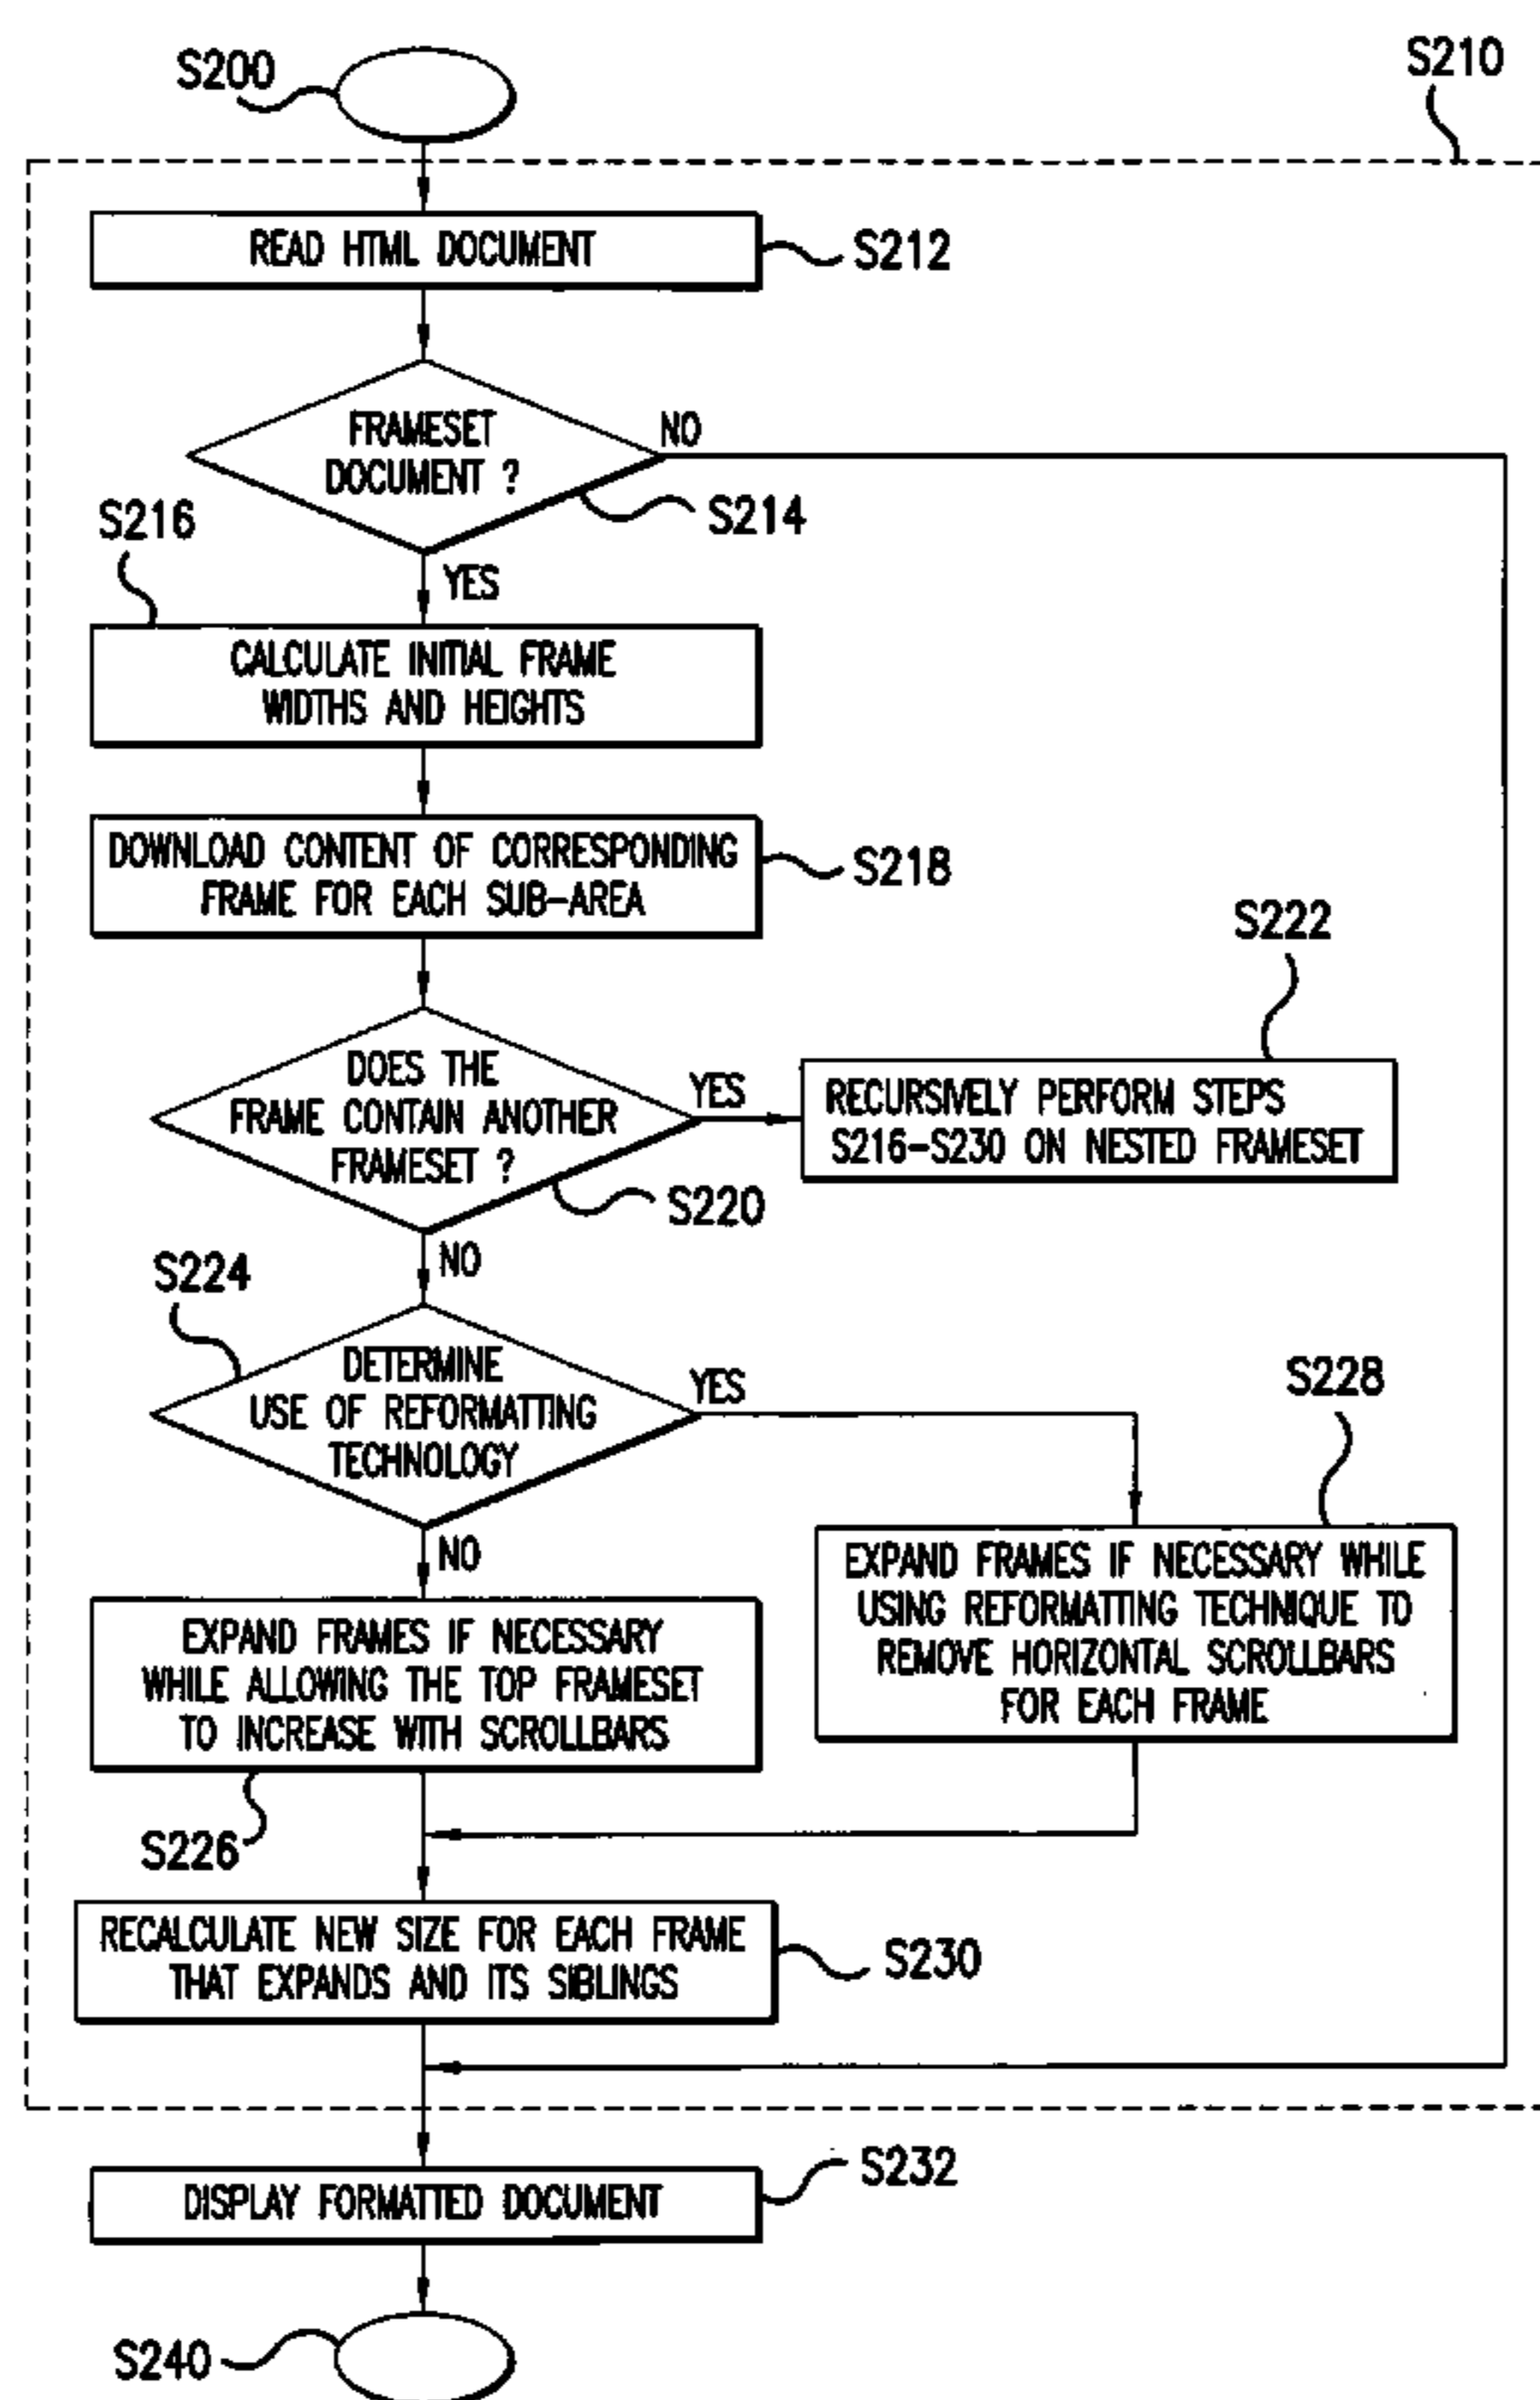 S200
S210
READ HTML DOCUMENT
S212
FRAMESET
DOCUMENT ?
NO
S214
YES
S216
CALCULATE INITIAL FRAME
WIDTHS AND HEIGHTS
DOWNLOAD CONTENT OF CORRESPONDING
FRAME FOR EACH SUB-AREA
S218
DOES THE
FRAME CONTAIN ANOTHER
FRAMESET ?
YES
S220
S222
RECURSIVELY PERFORM STEPS
S216-S230 ON NESTED FRAMESET
NO
S224
DETERMINE
USE OF REFORMATTING
TECHNOLOGY
YES
S228
NO
EXPAND FRAMES IF NECESSARY WHILE
USING REFORMATTING TECHNIQUE TO
REMOVE HORIZONTAL SCROLLBARS
FOR EACH FRAME
EXPAND FRAMES IF NECESSARY
WHILE ALLOWING THE TOP FRAMESET
TO INCREASE WITH SCROLLBARS
S226
RECALCULATE NEW SIZE FOR EACH FRAME
THAT EXPANDS AND ITS SIBLINGS
S230
DISPLAY FORMATTED DOCUMENT
S232
S240